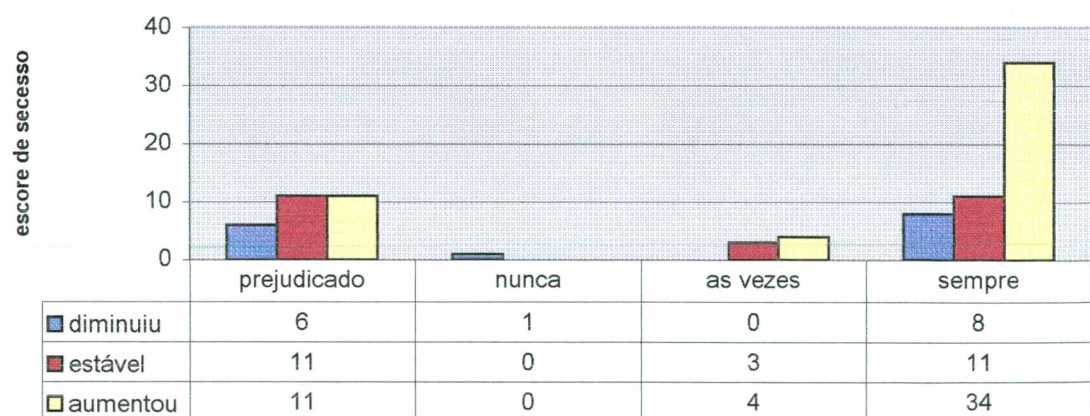 40
30
20
10
0
escore de secesso
prejudicado nunca as vezes sempre
diminuiu 6 1 0 8
estável 11 0 3 11
aumentou 11 0 4 34